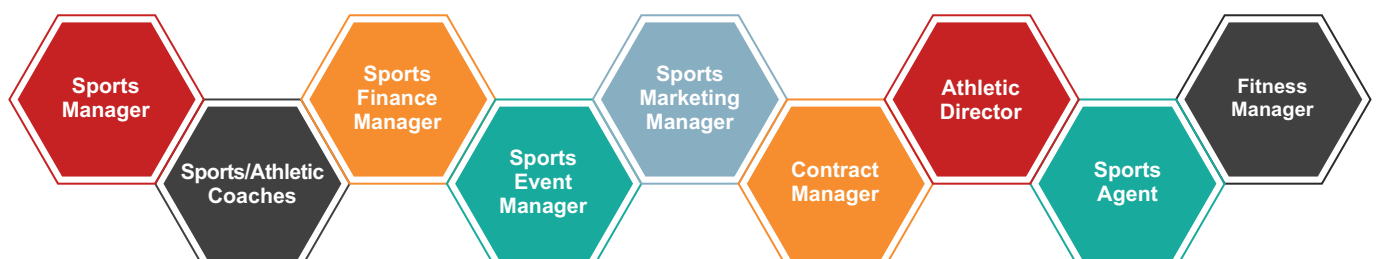 Sports
Manager
Sports/Athletic
Coaches
Sports
Finance
Manager
Sports
Event
Manager
Sports
Marketing
Manager
Contract
Manager
Athletic
Director
Sports
Agent
Fitness
Manager